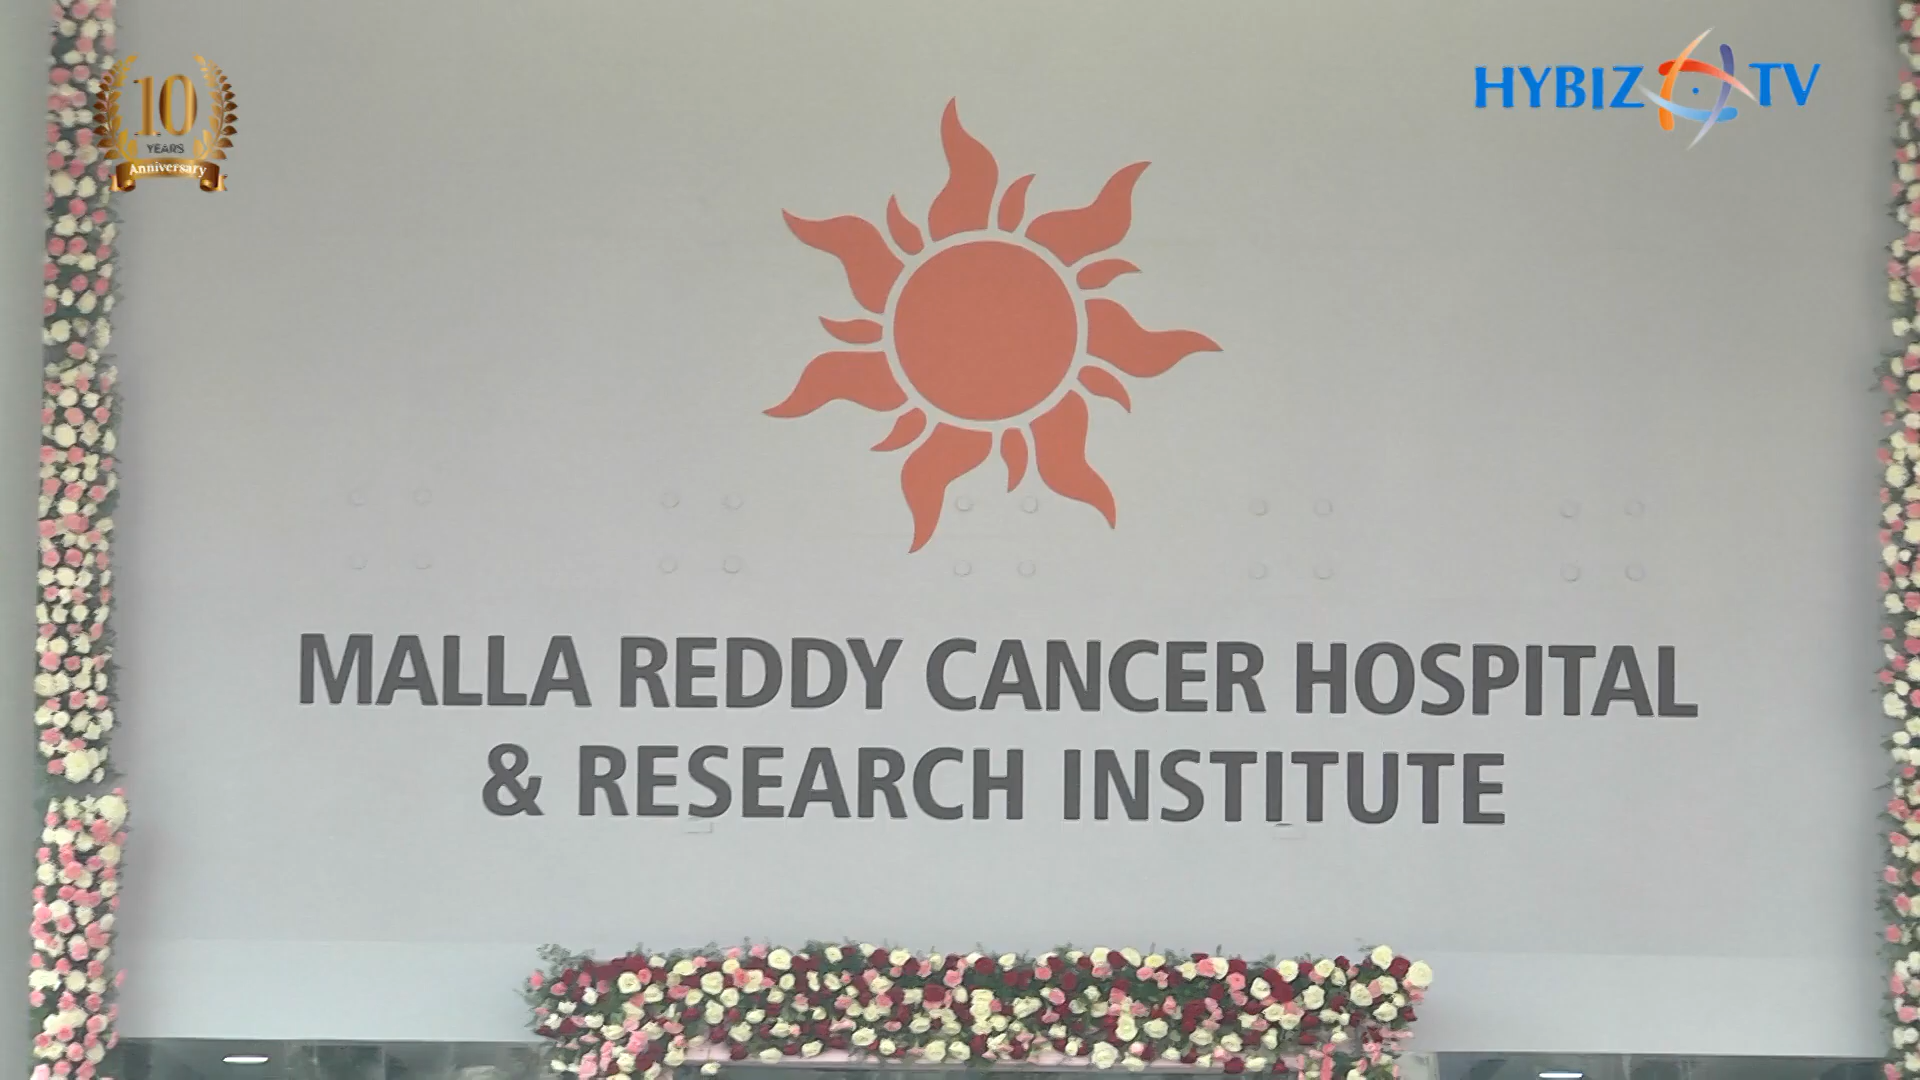 10
YEARS
Anniversary
HYBIZ TV
MALLA REDDY CANCER HOSPITAL
& RESEARCH INSTITUTE